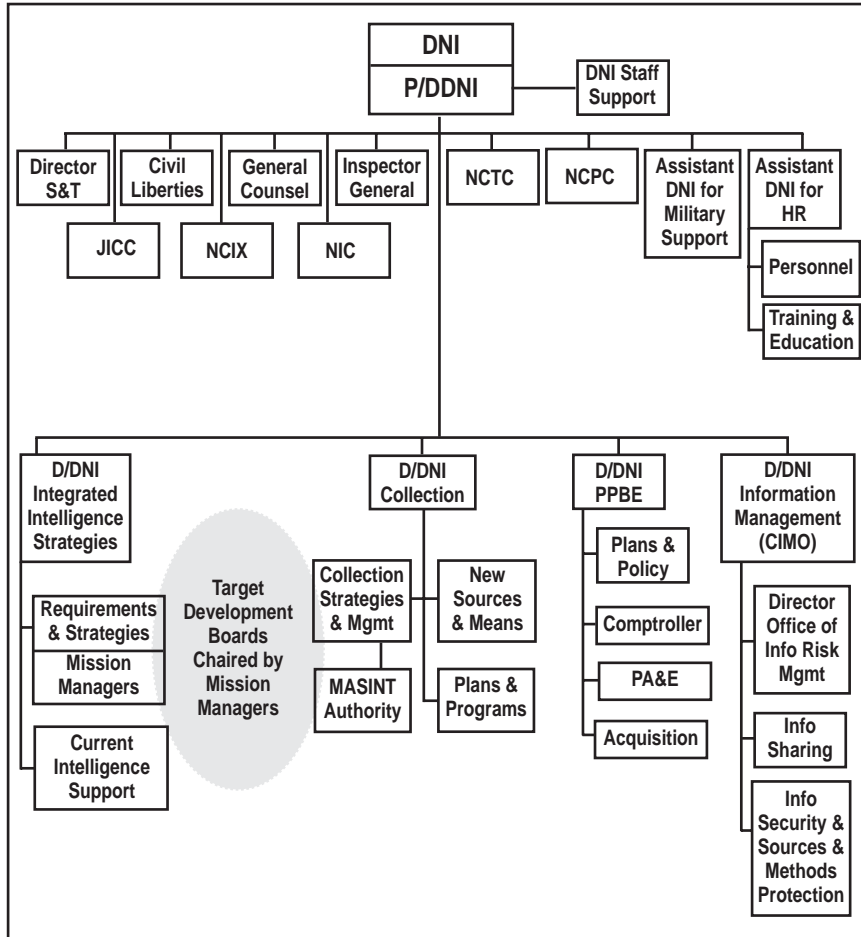 DNI
P/DDNI
DNI Staff
Support
Director
S&T
Civil
Liberties
General
Counsel
Inspector
General
NCTC
NCPC
Assistant
DNI for
Military
Support
Assistant
DNI for
HR
JICC
NCIX
NIC
Personnel
Training &
Education
D/DNI
Integrated
Intelligence
Strategies
D/DNI
Collection
D/DNI
PPBE
D/DNI
Information
Management
(CIMO)
Requirements
& Strategies
Mission
Managers
Current
Intelligence
Support
Target
Development
Boards
Chaired by
Mission
Managers
Collection
Strategies
& Mgmt
New
Sources
& Means
MASINT
Authority
Plans &
Programs
Plans &
Policy
Comptroller
PA&E
Acquisition
Director
Office of
Info Risk
Mgmt
Info
Sharing
Info
Security &
Sources &
Methods
Protection